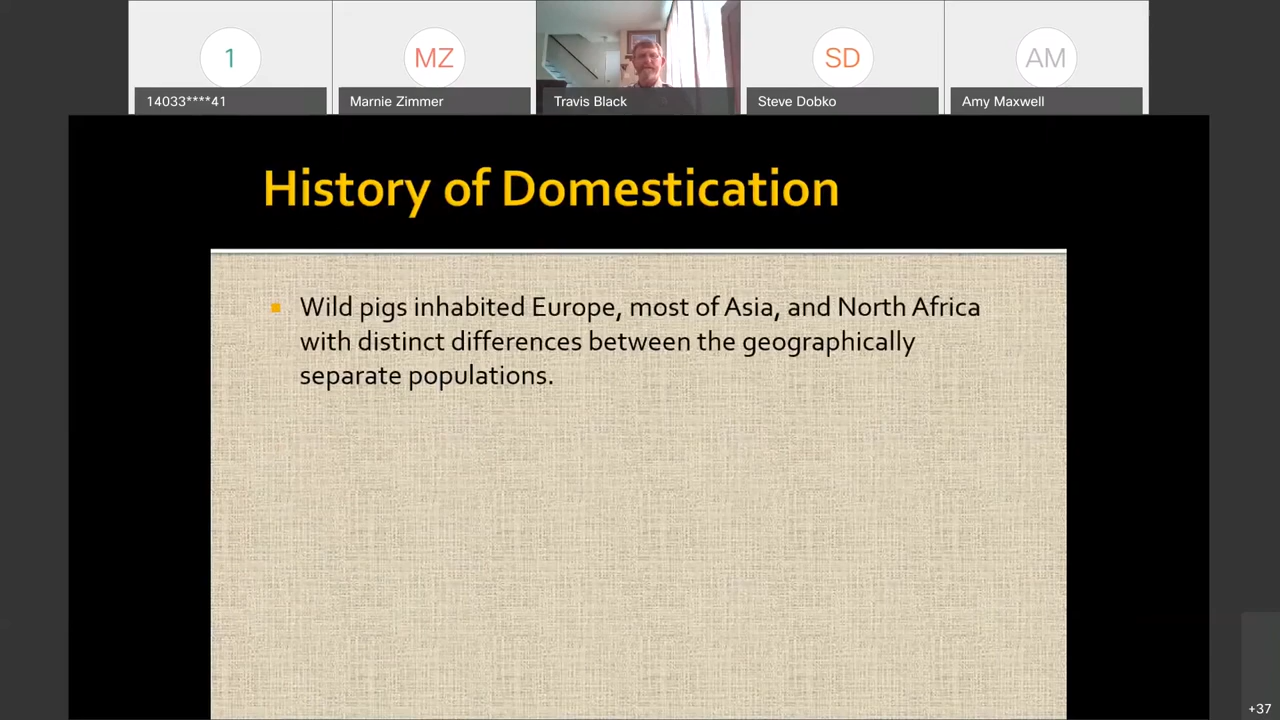 1
MZ
SD
AM
14033****41
Marnie Zimmer
Travis Black
Steve Dobko
Amy Maxwell
History of Domestication
Wild pigs inhabited Europe, most of Asia, and North Africa
with distinct differences between the geographically
separate populations.
+37